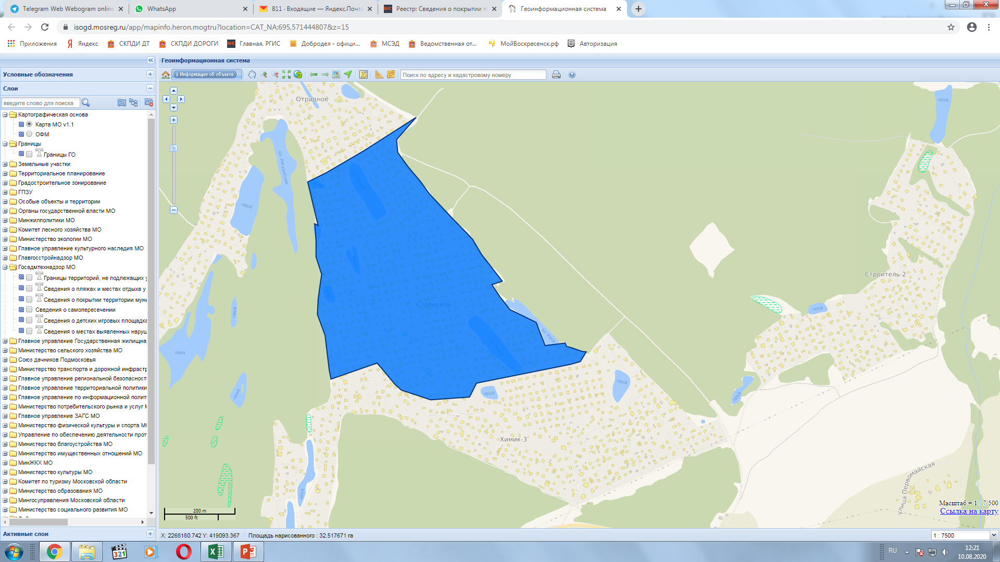 Telegram Web Webogram online
WhatsApp
811 · Входящие — Яндекс.Почта
Реестр: Сведения о покрытии те
Геоинформационная система
isogd.mosreg.ru/app/mapinfo.heron.mogtru?location=CAT_NA:695,571444807&z=15
Приложения
Яндекс
СКПДИ ДТ
СКПДИ ДОРОГИ
ВИС Главная. РГИС
Добродел - офици...
МСЭД
Ведомственная от...
МойВоскресенск.рф
Авторизация
Геоинформационная система
Условные обозначения
i Информация об объекте
Поиск по адресу и кадастровому номеру
Слои
введите слово для поиска
Картографическая основа
Карта МО v1.1
ОФМ
Границы
Границы ГО
Земельные участки
Территориальное планирование
Градостроительное зонирование
ГПЗУ
Особые объекты и территории
Органы государственной власти МО
Минжилполитики МО
Комитет лесного хозяйства МО
Министерство экологии МО
Главное управление культурного наследия МО
Главгосстройнадзор МО
Госадмтехнадзор МО
Границы территорий, не подлежащих у
Сведения о пляжах и местах отдыха у
Сведения о покрытии территории муни
Сведения о самопересечении
Сведения о детских игровых площадка
Сведения о местах выявленных наруш
Главное управление Государственная жилищна
Министерство сельского хозяйства МО
Союз дачников Подмосковья
Министерство транспорта и дорожной инфрастр
Главное управление региональной безопасност
Главное управление территориальной политики
Главное управление по информационной полит
Министерство потребительского рынка и услуг М
Главное управление ЗАГС МО
Министерство физической культуры и спорта МО
Управление по обеспечению деятельности прот
Министерство благоустройства МО
Министерство имущественных отношений МО
МинЖКХ МО
Министерство культуры МО
Комитет по туризму Московской области
Министерство образования МО
Мингосуправления Московской области
Министерство социального развития МО
Активные слои
Отрадное
оз. Лягушатник
пруд
пруд
пруд
пруд
Строитель
оз. Коса
пруд
пруд
Химик-3
пруд
пруд
Строитель-2
пруд
пруд
улица Первомайская
200 m
500 ft
Масштаб = 1 : 7 500
Ссылка на карту
X: 2268180.742 Y: 419093.367
Площадь нарисованного : 32.517671 га
1 : 7500
321
RU
12:21
10.08.2020